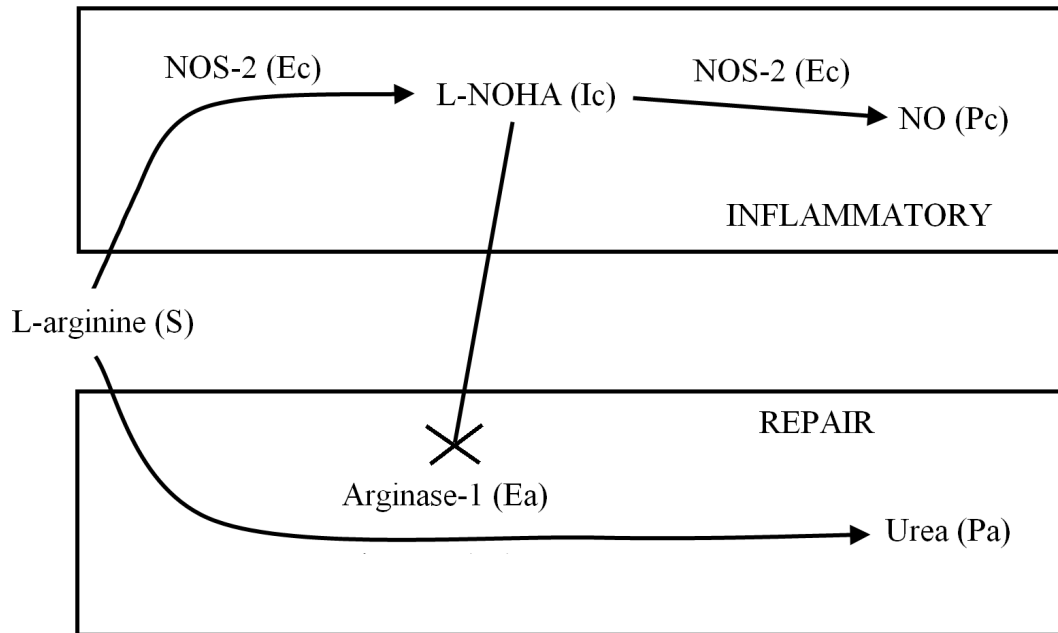 NOS-2 (Ec)
L-NOHA (Ic)
NOS-2 (Ec)
NO (Pc)
INFLAMMATORY
L-arginine (S)
REPAIR
Arginase-1 (Ea)
Urea (Pa)